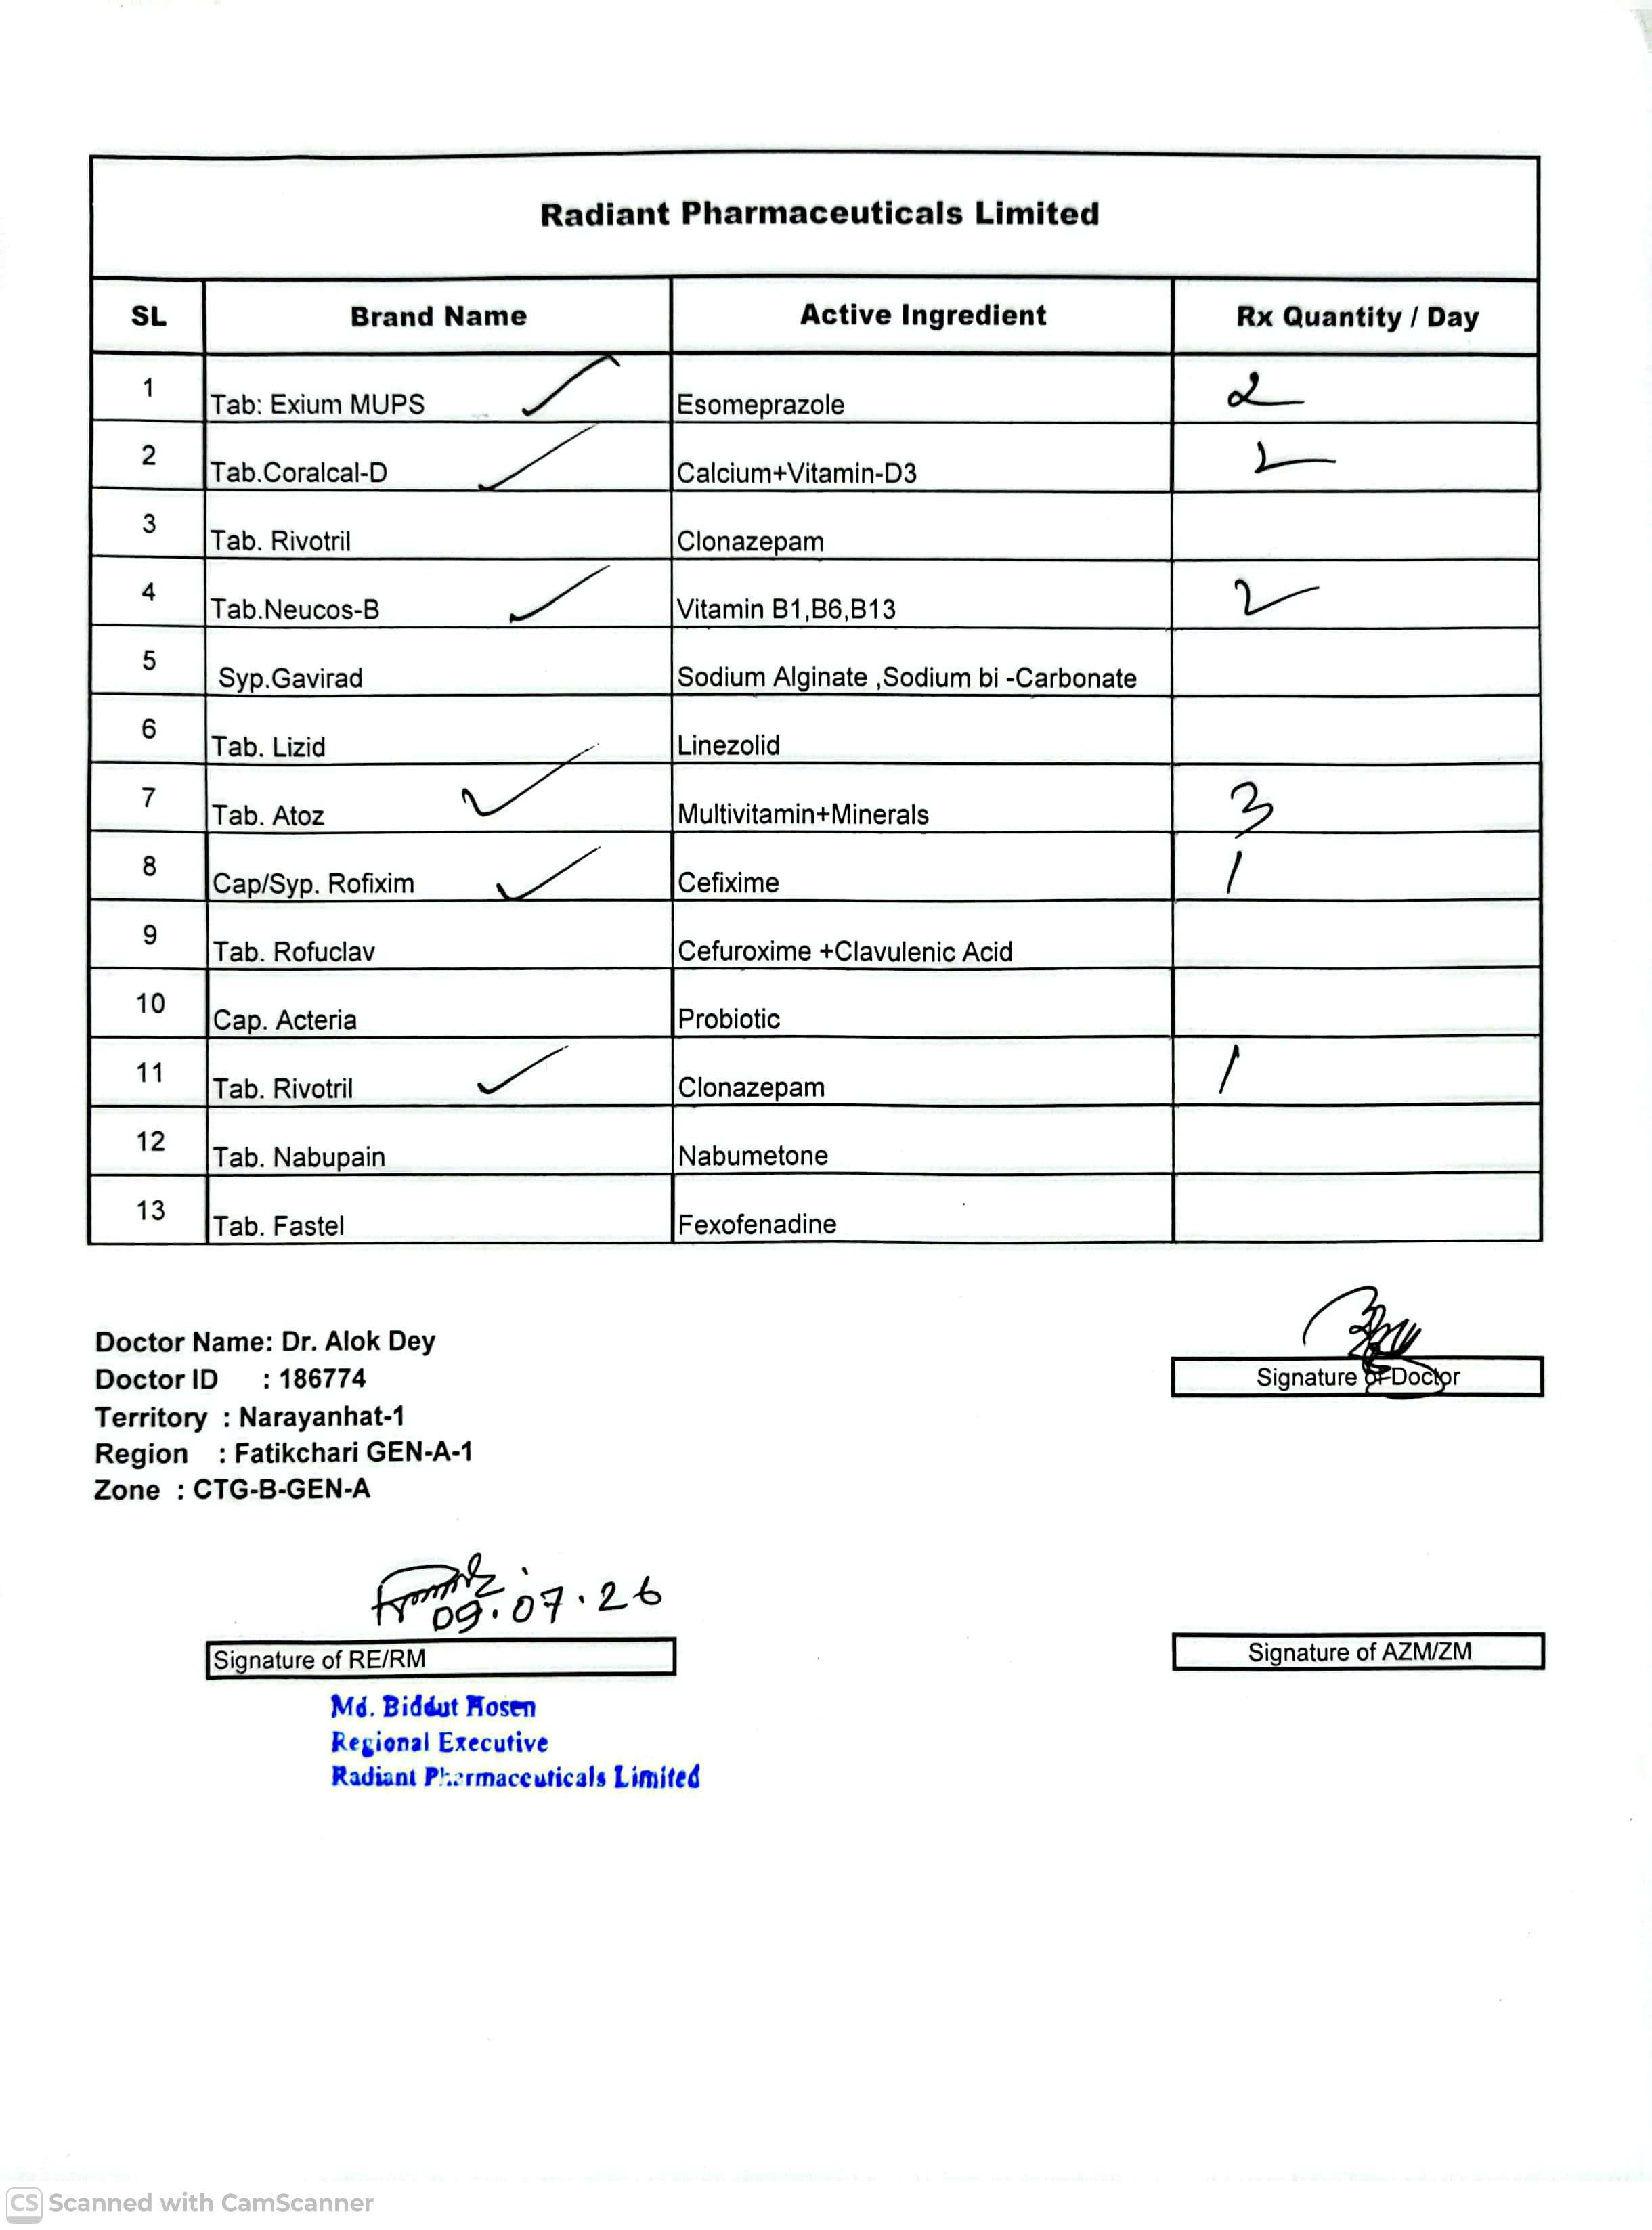 Radiant Pharmaceuticals Limited
SL Brand Name Active Ingredient Rx Quantity / Day
1 Tab: Exium MUPS Esomeprazole 2
2 Tab.Coralcal-D Calcium+Vitamin-D3 2
3 Tab. Rivotril Clonazepam
4 Tab.Neucos-B Vitamin B1,B6,B13 2
5 Syp.Gavirad Sodium Alginate ,Sodium bi -Carbonate
6 Tab. Lizid Linezolid
7 Tab. Atoz Multivitamin+Minerals 3
8 Cap/Syp. Rofixim Cefixime 1
9 Tab. Rofuclav Cefuroxime +Clavulenic Acid
10 Cap. Acteria Probiotic
11 Tab. Rivotril Clonazepam 1
12 Tab. Nabupain Nabumetone
13 Tab. Fastel Fexofenadine
Doctor Name: Dr. Alok Dey
Doctor ID : 186774
Signature of Doctor
Territory : Narayanhat-1
Region : Fatikchari GEN-A-1
Zone : CTG-B-GEN-A
09.07.26
Signature of RE/RM
Signature of AZM/ZM
Md. Biddut Hosen
Regional Executive
Radiant Pharmaceuticals Limited
CS Scanned with CamScanner